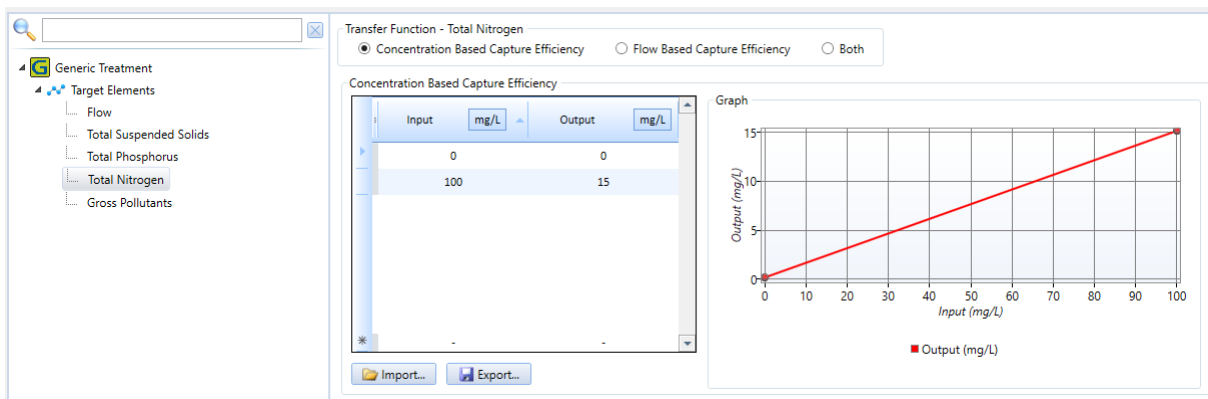 Generic Treatment
Target Elements
Flow
Total Suspended Solids
Total Phosphorus
Total Nitrogen
Gross Pollutants
Transfer Function - Total Nitrogen
Concentration Based Capture Efficiency Flow Based Capture Efficiency Both
Concentration Based Capture Efficiency
Input mg/L Output mg/L
0 0
100 15
* - -
Import... Export...
Graph
15
10
5
0
Output (mg/L)
0 10 20 30 40 50 60 70 80 90 100
Input (mg/L)
Output (mg/L)